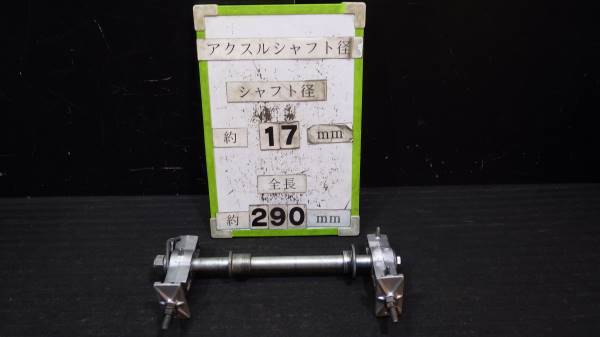 アクスルシャフト径
シャフト径
約 17 mm
全長
約 290 mm